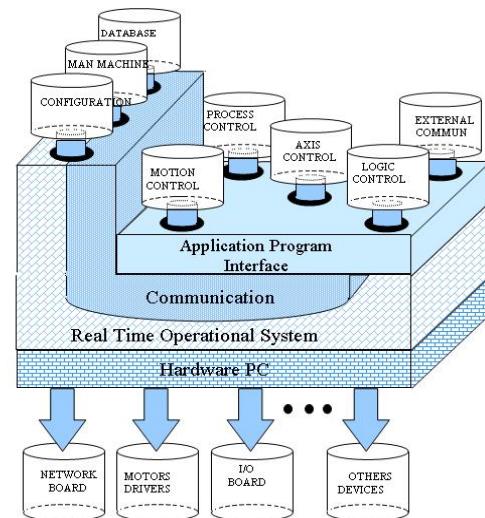 DATABASE
MAN MACHINE
CONFIGURATION
PROCESS
CONTROL
EXTERNAL
COMMUN
MOTION
CONTROL
AXIS
CONTROL
LOGIC
CONTROL
Application Program
Interface
Communication
Real Time Operational System
Hardware PC
NETWORK
BOARD
MOTORS
DRIVERS
I/O
BOARD
OTHERS
DEVICES